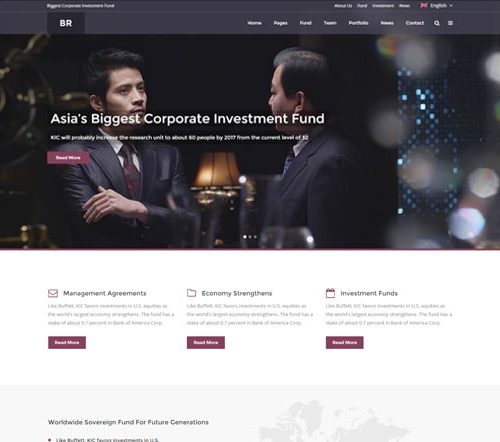 Biggest Corporate Investment Fund
About Us Fund Investment News English
BR
Home Pages Fund Team Portfolio News Contact
Asia's Biggest Corporate Investment Fund
KIC will probably increase the research unit to about 60 people by 2017 from the current level of 32
Read More
Management Agreements
Like Buffett, KIC favors investments in U.S. equities as
the world's largest economy strengthens. The fund has a
stake of about 0.7 percent in Bank of America Corp.
Read More
Economy Strengthens
Like Buffett, KIC favors investments in U.S. equities as
the world's largest economy strengthens. The fund has a
stake of about 0.7 percent in Bank of America Corp.
Read More
Investment Funds
Like Buffett, KIC favors investments in U.S. equities as
the world's largest economy strengthens. The fund has a
stake of about 0.7 percent in Bank of America Corp.
Read More
Worldwide Sovereign Fund For Future Generations
Like Buffett, KIC favors investments in U.S.